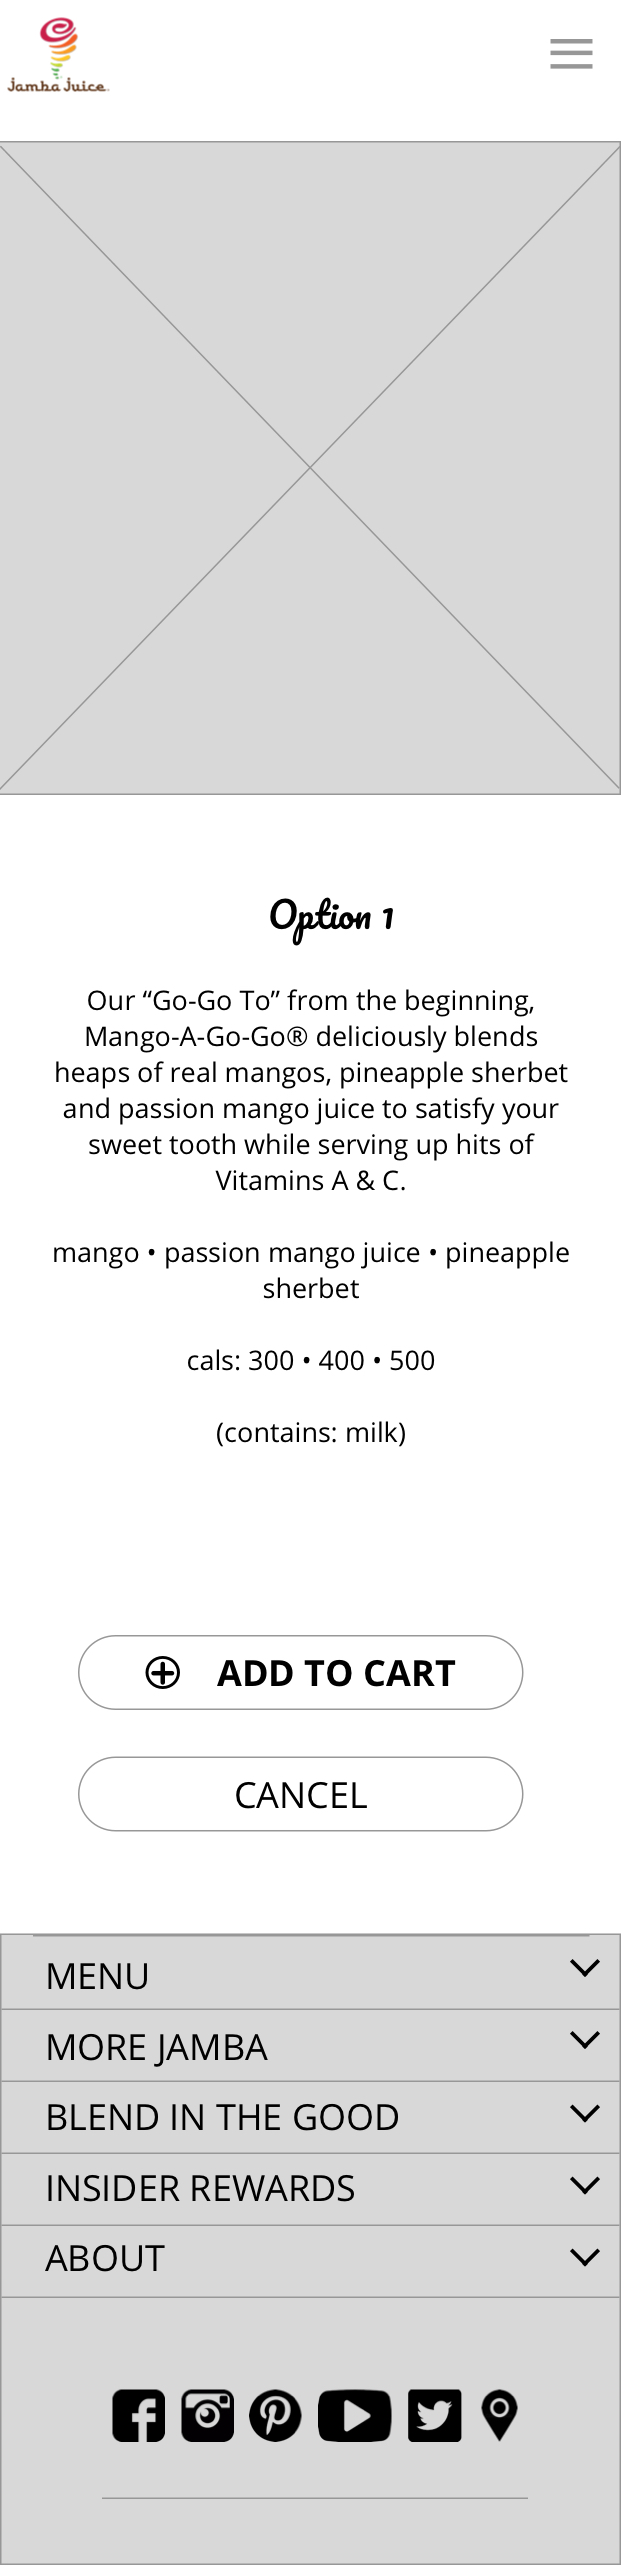 Jamba Juice
Option 1
Our “Go-Go To” from the beginning,
Mango-A-Go-Go® deliciously blends
heaps of real mangos, pineapple sherbet
and passion mango juice to satisfy your
sweet tooth while serving up hits of
Vitamins A & C.
mango • passion mango juice • pineapple
sherbet
cals: 300 • 400 • 500
(contains: milk)
ADD TO CART
CANCEL
MENU
MORE JAMBA
BLEND IN THE GOOD
INSIDER REWARDS
ABOUT